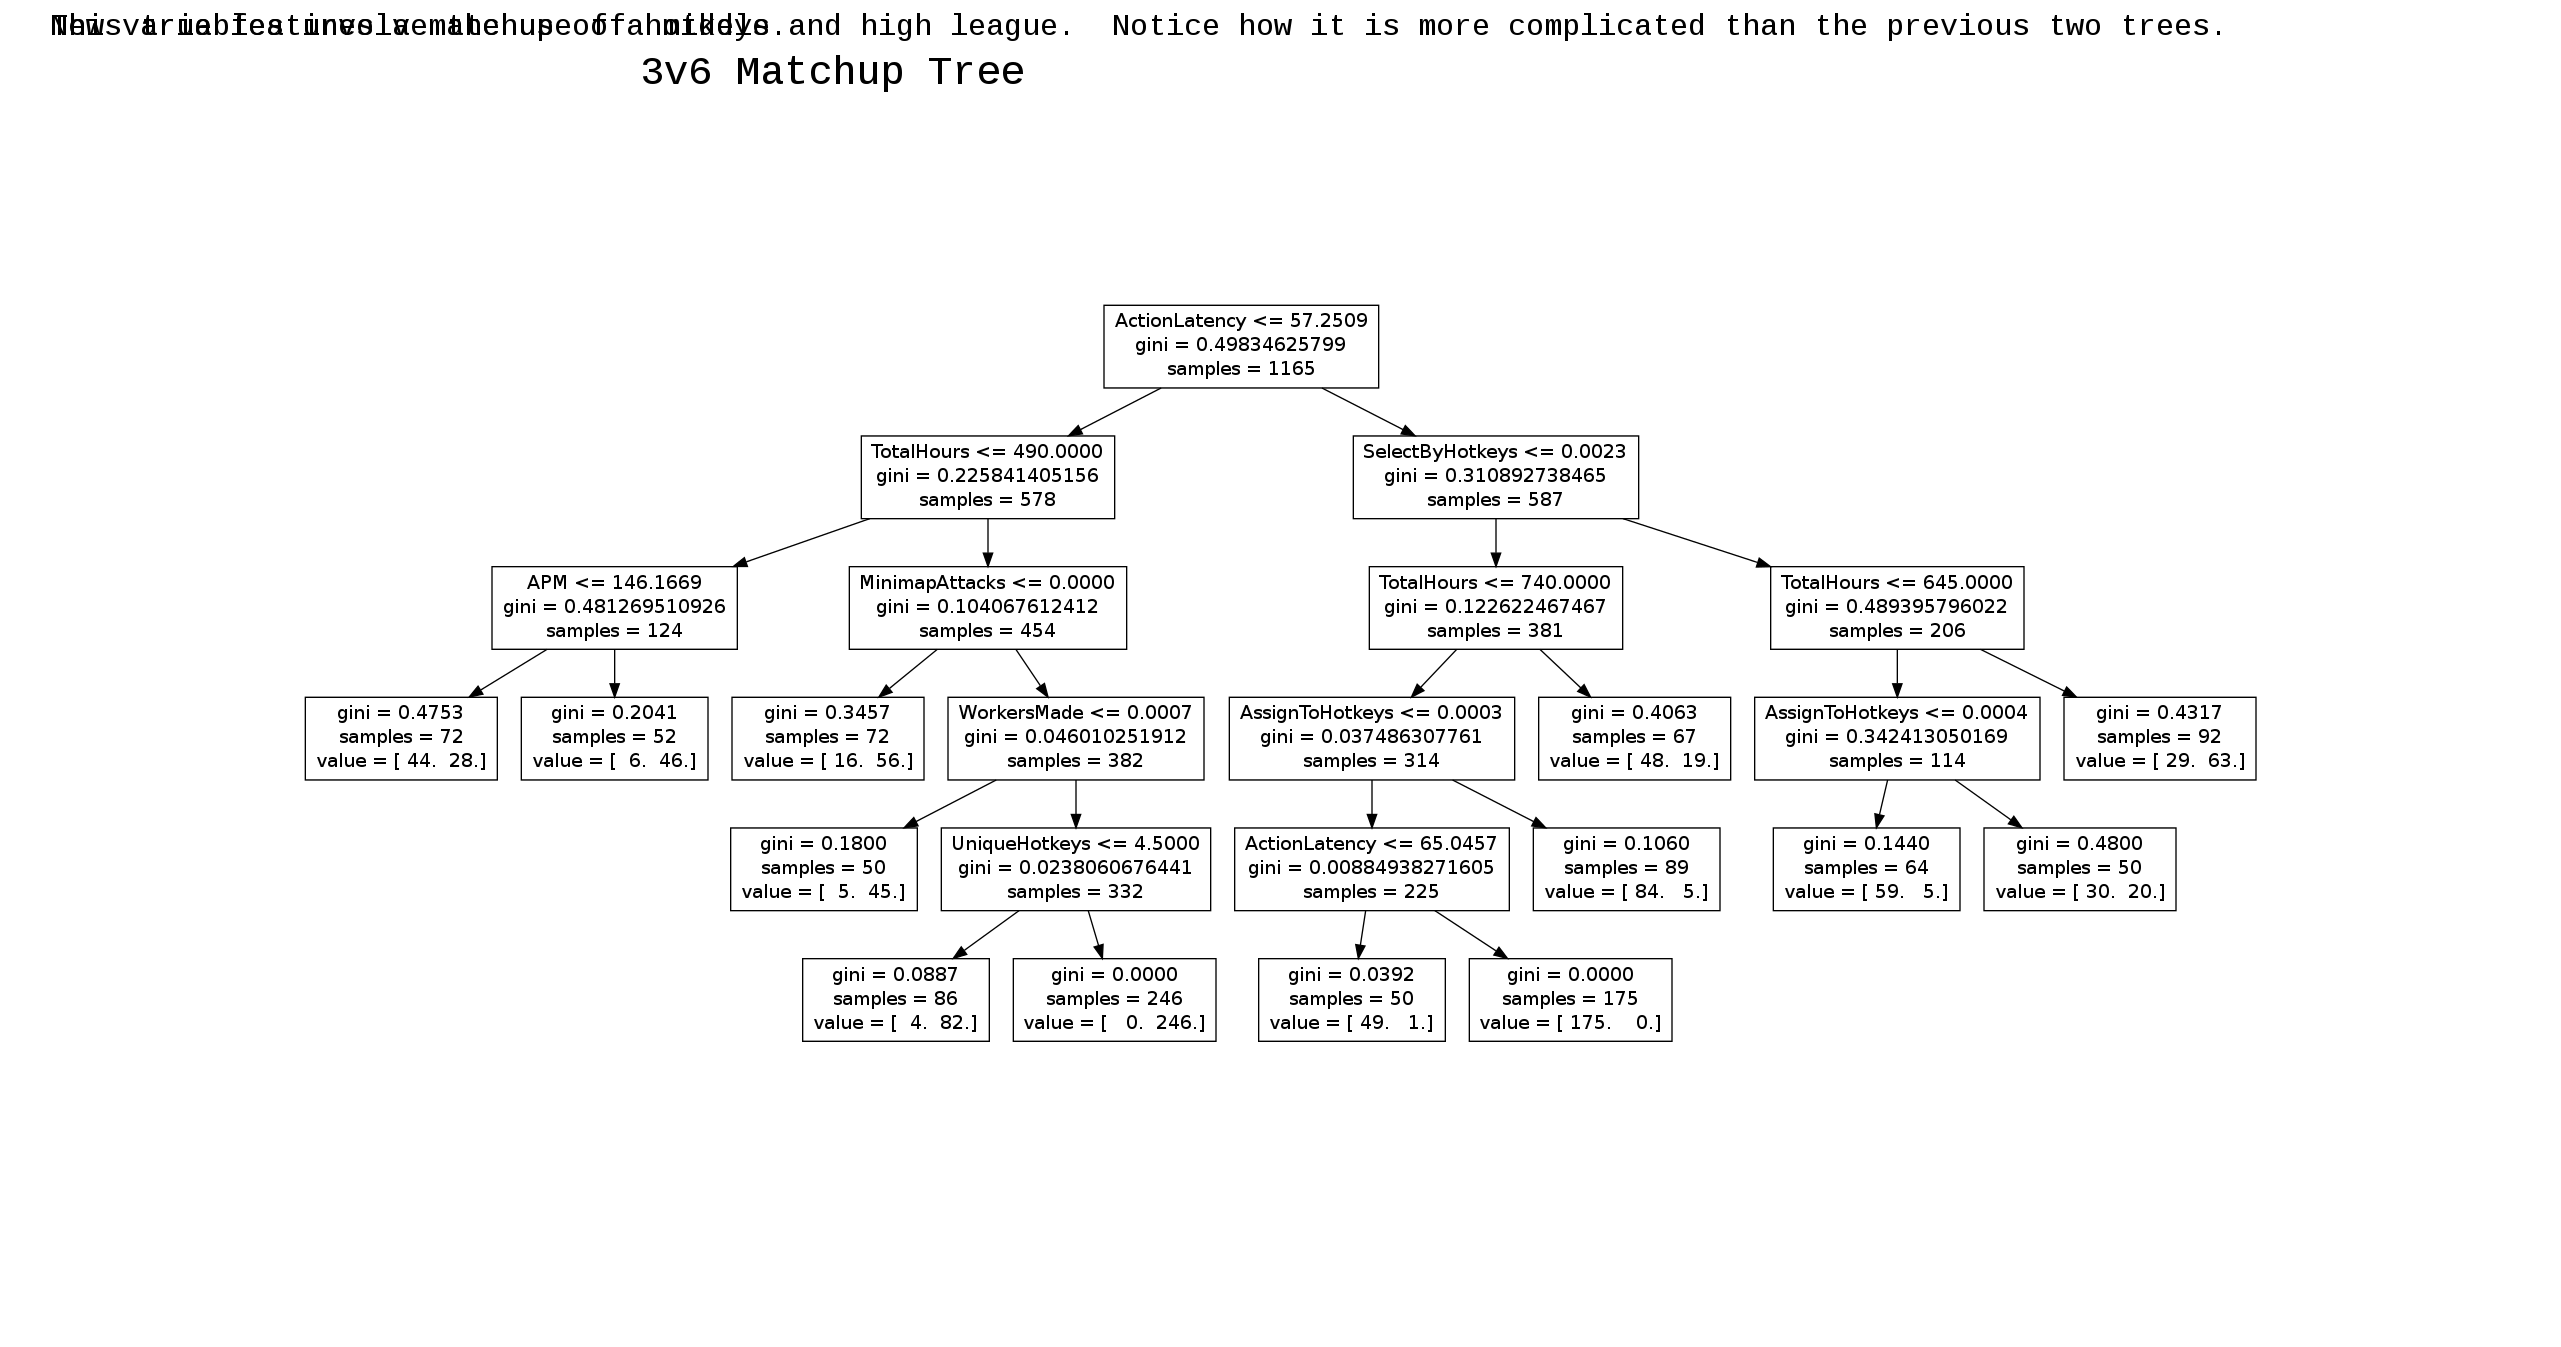 and high league.  Notice how it is more complicated than the previous two trees.
3v6 Matchup Tree
ActionLatency <= 57.2509
gini = 0.49834625799
samples = 1165
TotalHours <= 490.0000
gini = 0.225841405156
samples = 578
SelectByHotkeys <= 0.0023
gini = 0.310892738465
samples = 587
APM <= 146.1669
gini = 0.481269510926
samples = 124
MinimapAttacks <= 0.0000
gini = 0.104067612412
samples = 454
TotalHours <= 740.0000
gini = 0.122622467467
samples = 381
TotalHours <= 645.0000
gini = 0.489395796022
samples = 206
gini = 0.4753
samples = 72
value = [ 44.  28.]
gini = 0.2041
samples = 52
value = [  6.  46.]
gini = 0.3457
samples = 72
value = [ 16.  56.]
WorkersMade <= 0.0007
gini = 0.046010251912
samples = 382
AssignToHotkeys <= 0.0003
gini = 0.037486307761
samples = 314
gini = 0.4063
samples = 67
value = [ 48.  19.]
AssignToHotkeys <= 0.0004
gini = 0.342413050169
samples = 114
gini = 0.4317
samples = 92
value = [ 29.  63.]
gini = 0.1800
samples = 50
value = [  5.  45.]
UniqueHotkeys <= 4.5000
gini = 0.0238060676441
samples = 332
ActionLatency <= 65.0457
gini = 0.00884938271605
samples = 225
gini = 0.1060
samples = 89
value = [ 84.   5.]
gini = 0.1440
samples = 64
value = [ 59.   5.]
gini = 0.4800
samples = 50
value = [ 30.  20.]
gini = 0.0887
samples = 86
value = [  4.  82.]
gini = 0.0000
samples = 246
value = [   0.  246.]
gini = 0.0392
samples = 50
value = [ 49.   1.]
gini = 0.0000
samples = 175
value = [ 175.    0.]